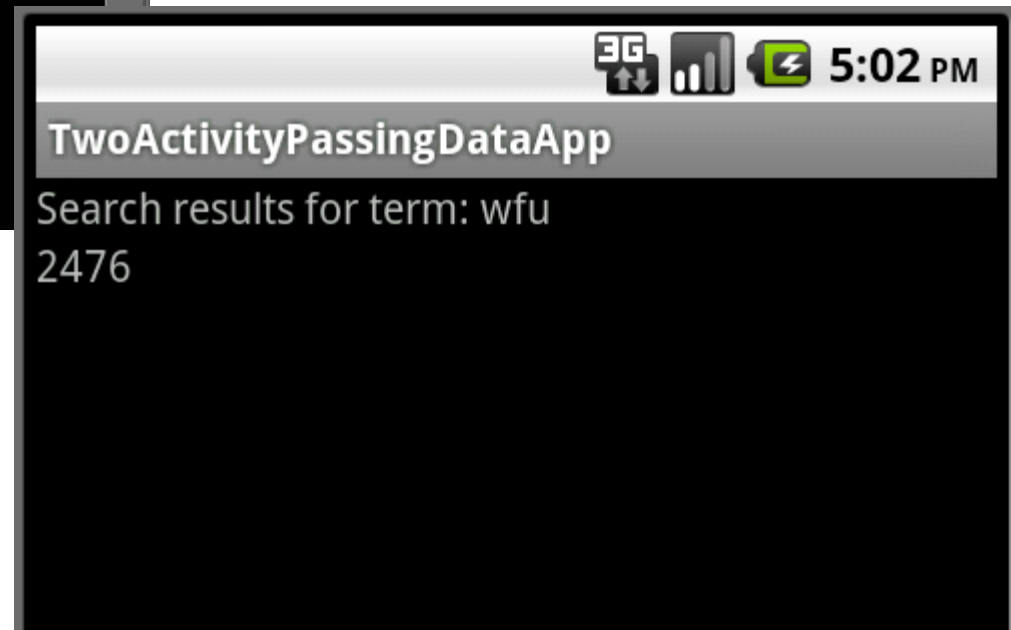 3G 5:02 PM
TwoActivityPassingDataApp
Search results for term: wfu
2476